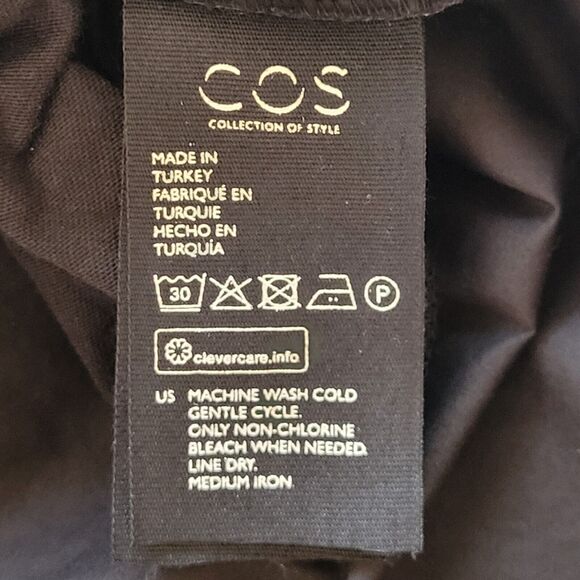 COS
COLLECTION OF STYLE
MADE IN
TURKEY
FABRIQUÉ EN
TURQUIE
HECHO EN
TURQUÍA
30
P
clevercare.info
US MACHINE WASH COLD
GENTLE CYCLE.
ONLY NON-CHLORINE
BLEACH WHEN NEEDED.
LINE DRY.
MEDIUM IRON